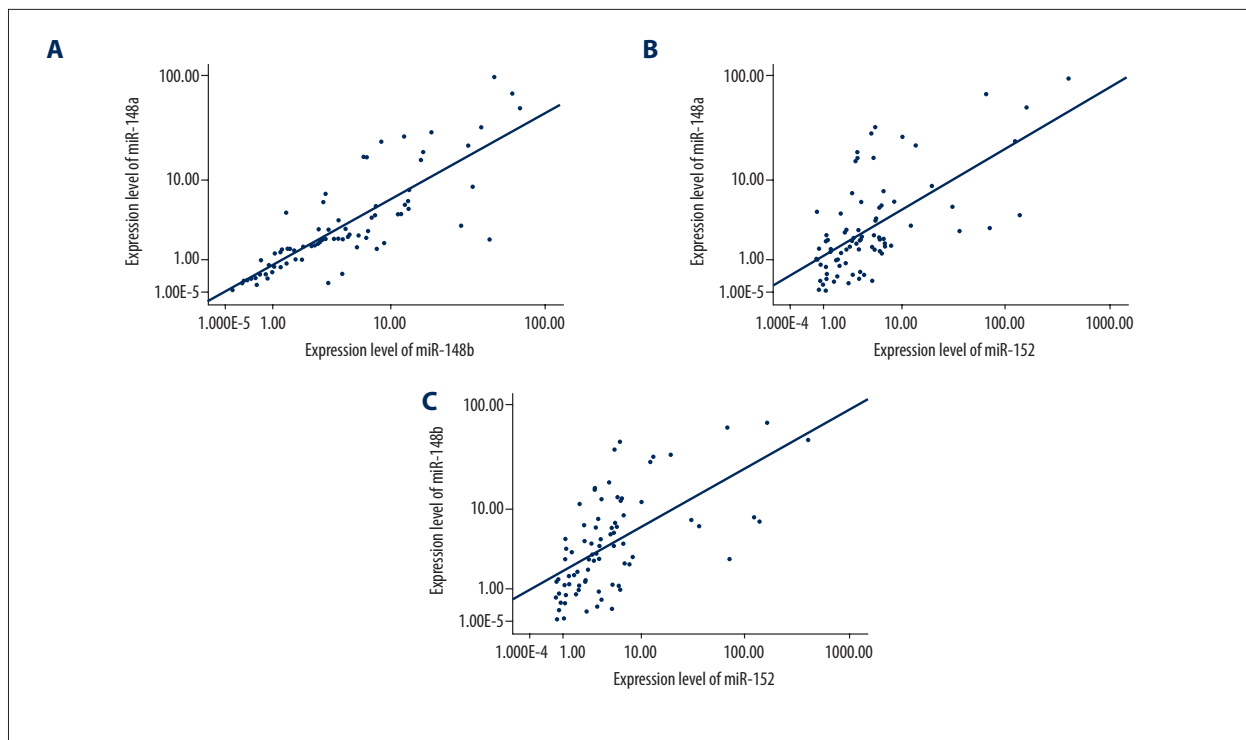 A
Expression level of miR-148a
100.00
10.00
1.00
1.00E-5
1.000E-5 1.00 10.00 100.00
Expression level of miR-148b
B
Expression level of miR-148a
100.00
10.00
1.00
1.00E-5
1.000E-4 1.00 10.00 100.00 1000.00
Expression level of miR-152
C
Expression level of miR-148b
100.00
10.00
1.00
1.00E-5
1.000E-4 1.00 10.00 100.00 1000.00
Expression level of miR-152